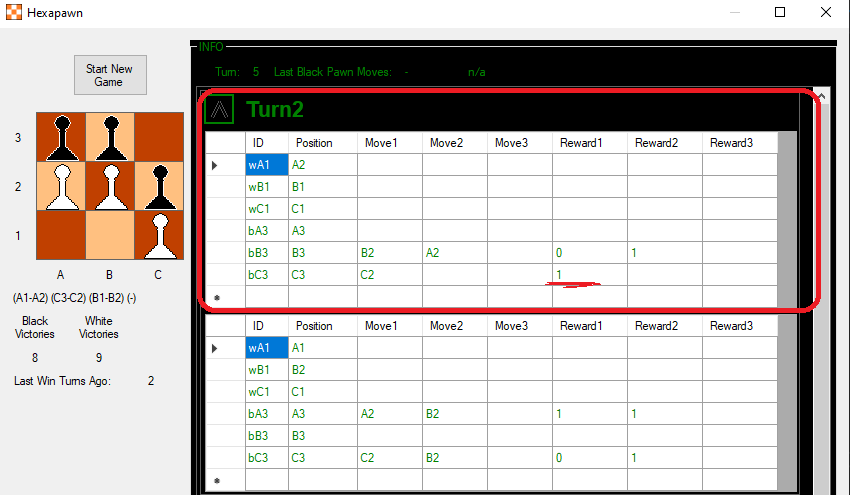 Hexapawn
Start New
Game
3
2
1
A B C
(A1-A2) (C3-C2) (B1-B2) (-)
Black
Victories
White
Victories
8 9
Last Win Turns Ago: 2
INFO
Turn: 5 Last Black Pawn Moves: - n/a
Turn2
ID Position Move1 Move2 Move3 Reward1 Reward2 Reward3
wA1 A2
wB1 B1
wC1 C1
bA3 A3
bB3 B3 B2 A2 0 1
bC3 C3 C2 1
ID Position Move1 Move2 Move3 Reward1 Reward2 Reward3
wA1 A1
wB1 B2
wC1 C1
bA3 A3 A2 B2 1 1
bB3 B3
bC3 C3 C2 B2 0 1